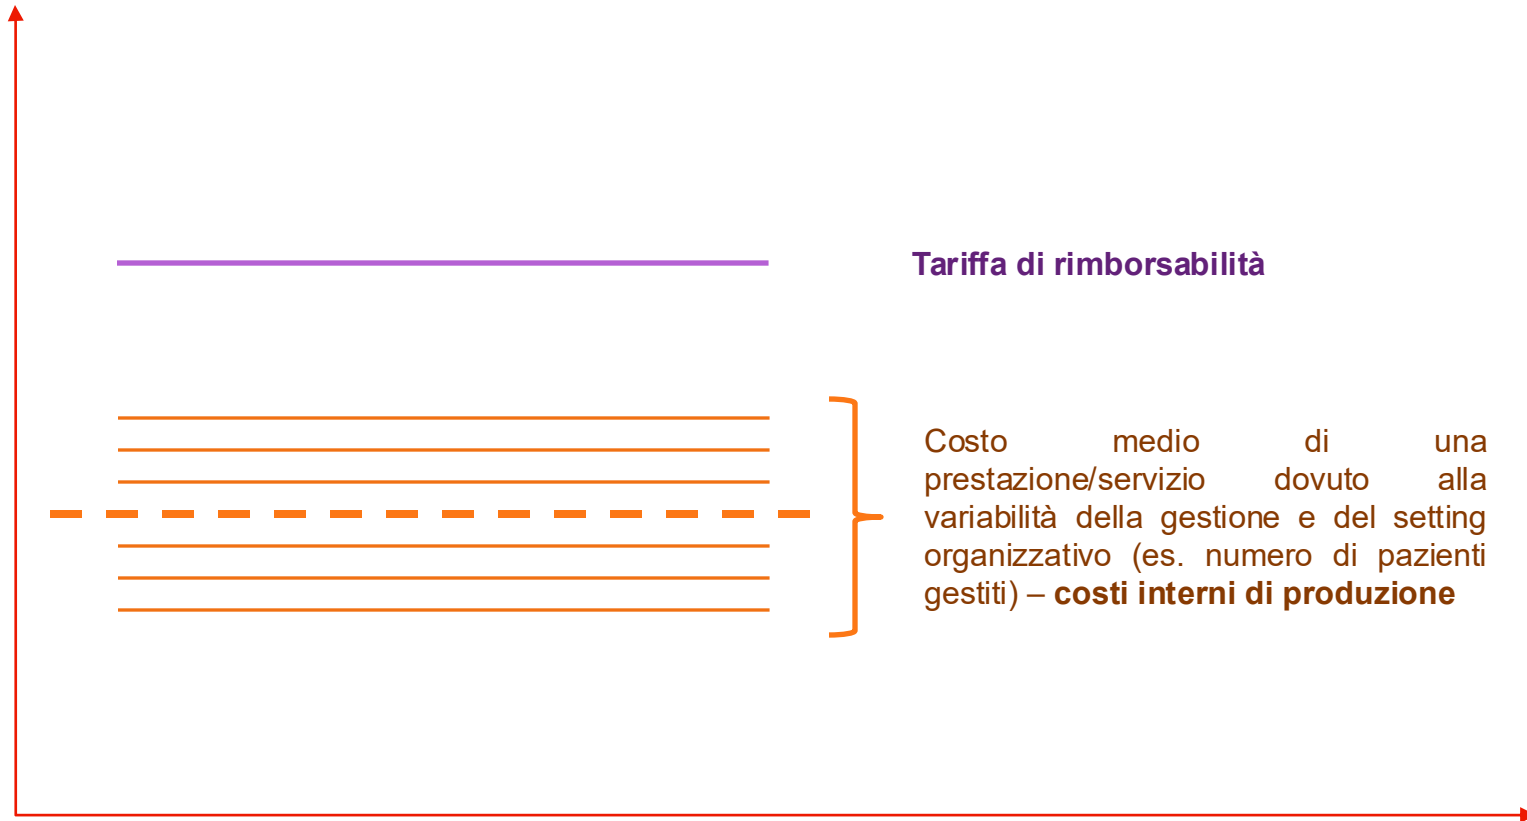 Tariffa di rimborsabilità
Costo medio di una
prestazione/servizio dovuto alla
variabilità della gestione e del setting
organizzativo (es. numero di pazienti
gestiti) – costi interni di produzione